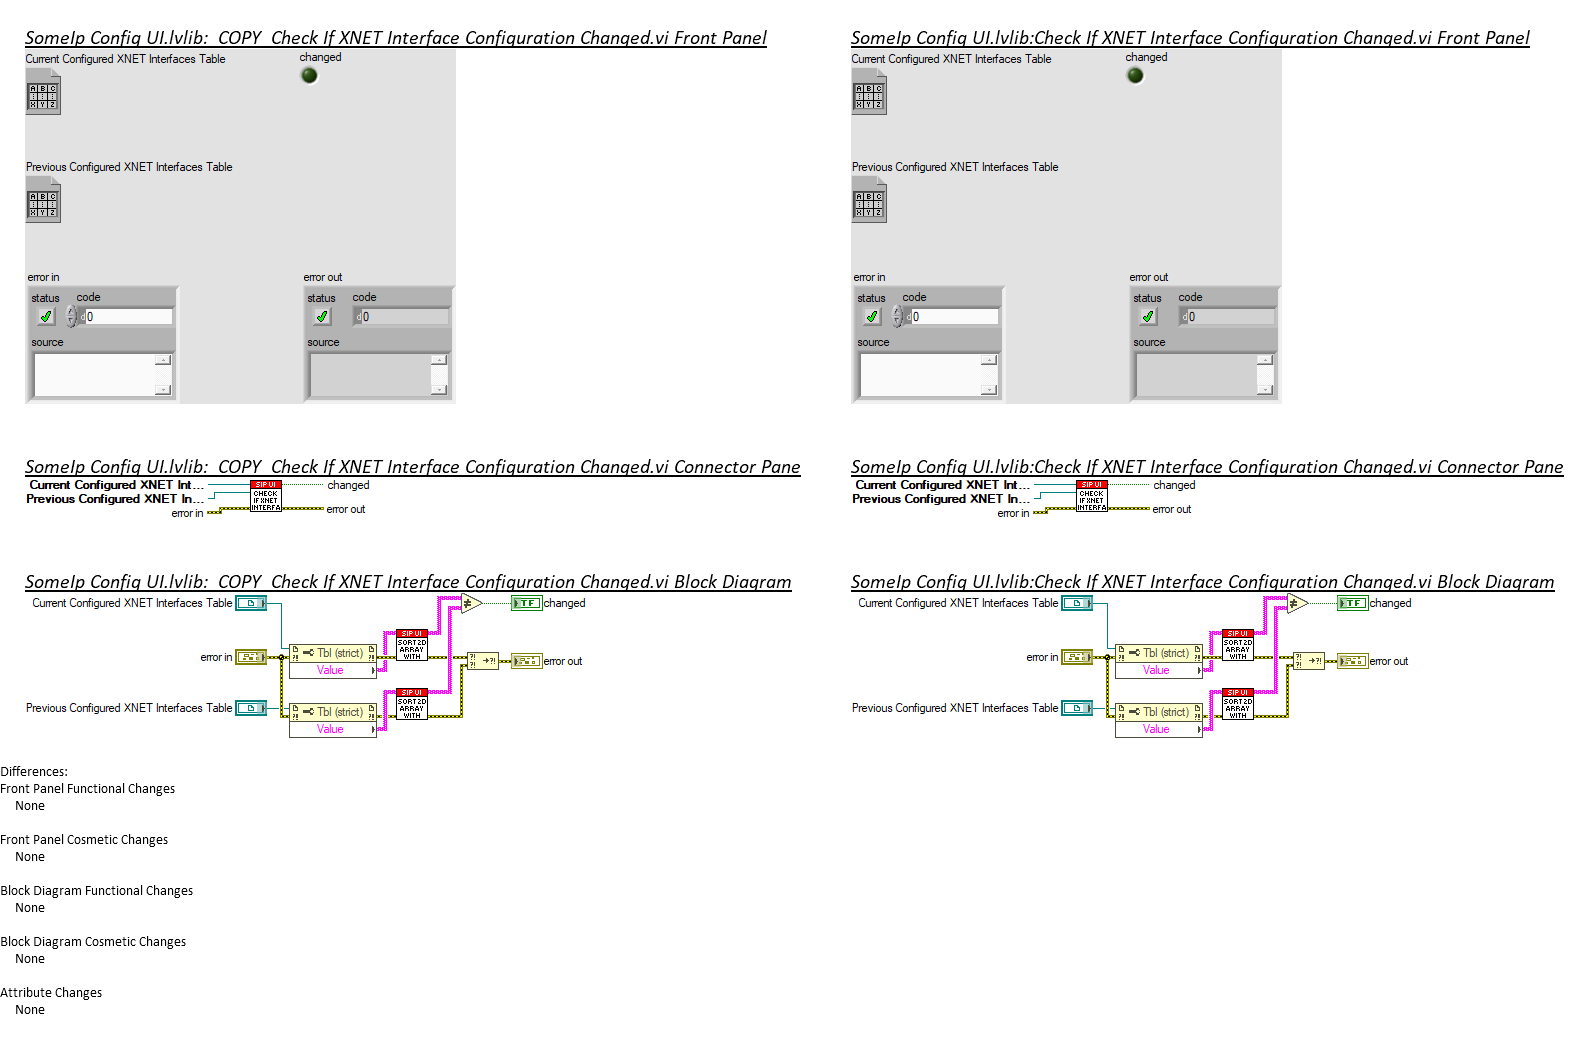 SomeIp Config UI.lvlib:_COPY_Check If XNET Interface Configuration Changed.vi Front Panel
Current Configured XNET Interfaces Table
changed
A B C
X Y Z
Previous Configured XNET Interfaces Table
A B C
X Y Z
error in
error out
status code
0
source
status code
0
source
SomeIp Config UI.lvlib:Check If XNET Interface Configuration Changed.vi Front Panel
Current Configured XNET Interfaces Table
changed
A B C
X Y Z
Previous Configured XNET Interfaces Table
A B C
X Y Z
error in
error out
status code
d 0
source
status code
d 0
source
SomeIp Config UI.lvlib:_COPY_Check If XNET Interface Configuration Changed.vi Connector Pane
Current Configured XNET Int...
Previous Configured XNET In...
error in
SIP UI
CHECK
IF XNET
INTERFA
changed
error out
SomeIp Config UI.lvlib:Check If XNET Interface Configuration Changed.vi Connector Pane
Current Configured XNET Int...
Previous Configured XNET In...
error in
SIP UI
CHECK
IF XNET
INTERFA
changed
error out
SomeIp Config UI.lvlib:_COPY_Check If XNET Interface Configuration Changed.vi Block Diagram
Current Configured XNET Interfaces Table
TF changed
SIP UI
SORT 2D
ARRAY
WITH
error in
Tbl (strict)
Value
?! error out
SIP UI
SORT 2D
ARRAY
WITH
Previous Configured XNET Interfaces Table
Tbl (strict)
Value
SomeIp Config UI.lvlib:Check If XNET Interface Configuration Changed.vi Block Diagram
Current Configured XNET Interfaces Table
TF changed
SIP UI
SORT 2D
ARRAY
WITH
error in
Tbl (strict)
Value
?! error out
SIP UI
SORT 2D
ARRAY
WITH
Previous Configured XNET Interfaces Table
Tbl (strict)
Value
Differences:
Front Panel Functional Changes
None
Front Panel Cosmetic Changes
None
Block Diagram Functional Changes
None
Block Diagram Cosmetic Changes
None
Attribute Changes
None